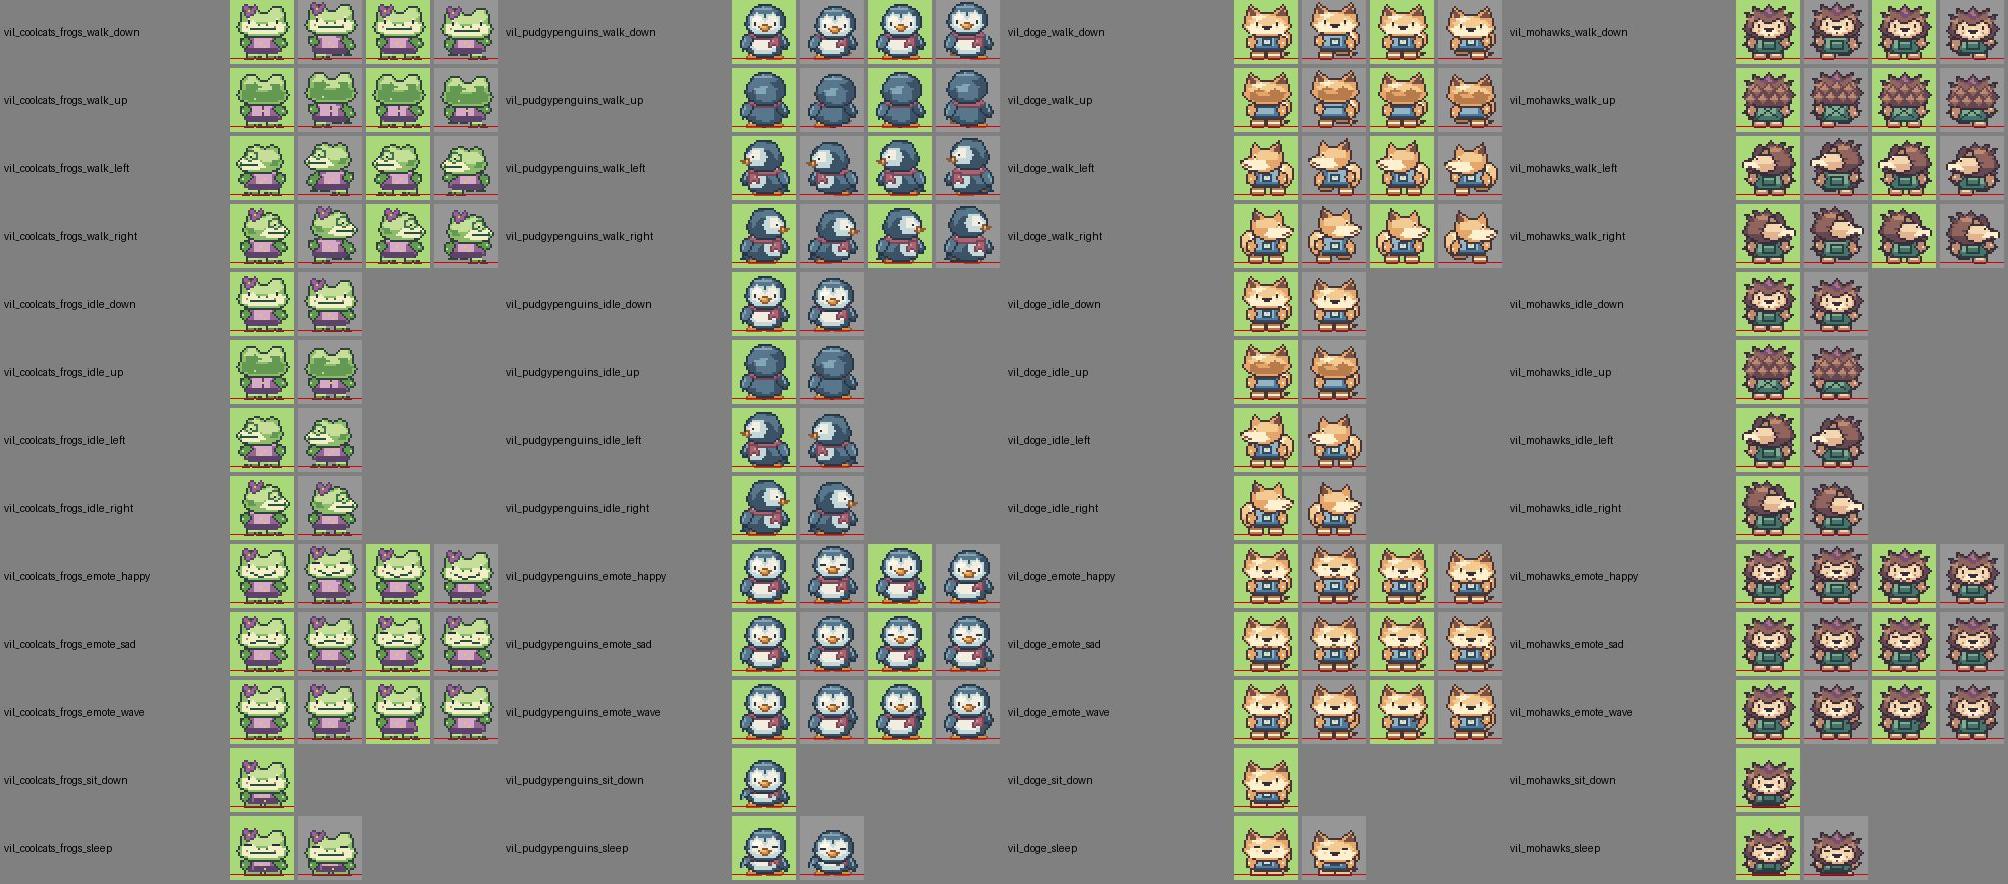 vil_coolcats_frogs_walk_down vil_pudgypenguins_walk_down vil_doge_walk_down vil_mohawks_walk_down
vil_coolcats_frogs_walk_up vil_pudgypenguins_walk_up vil_doge_walk_up vil_mohawks_walk_up
vil_coolcats_frogs_walk_left vil_pudgypenguins_walk_left vil_doge_walk_left vil_mohawks_walk_left
vil_coolcats_frogs_walk_right vil_pudgypenguins_walk_right vil_doge_walk_right vil_mohawks_walk_right
vil_coolcats_frogs_idle_down vil_pudgypenguins_idle_down vil_doge_idle_down vil_mohawks_idle_down
vil_coolcats_frogs_idle_up vil_pudgypenguins_idle_up vil_doge_idle_up vil_mohawks_idle_up
vil_coolcats_frogs_idle_left vil_pudgypenguins_idle_left vil_doge_idle_left vil_mohawks_idle_left
vil_coolcats_frogs_idle_right vil_pudgypenguins_idle_right vil_doge_idle_right vil_mohawks_idle_right
vil_coolcats_frogs_emote_happy vil_pudgypenguins_emote_happy vil_doge_emote_happy vil_mohawks_emote_happy
vil_coolcats_frogs_emote_sad vil_pudgypenguins_emote_sad vil_doge_emote_sad vil_mohawks_emote_sad
vil_coolcats_frogs_emote_wave vil_pudgypenguins_emote_wave vil_doge_emote_wave vil_mohawks_emote_wave
vil_coolcats_frogs_sit_down vil_pudgypenguins_sit_down vil_doge_sit_down vil_mohawks_sit_down
vil_coolcats_frogs_sleep vil_pudgypenguins_sleep vil_doge_sleep vil_mohawks_sleep